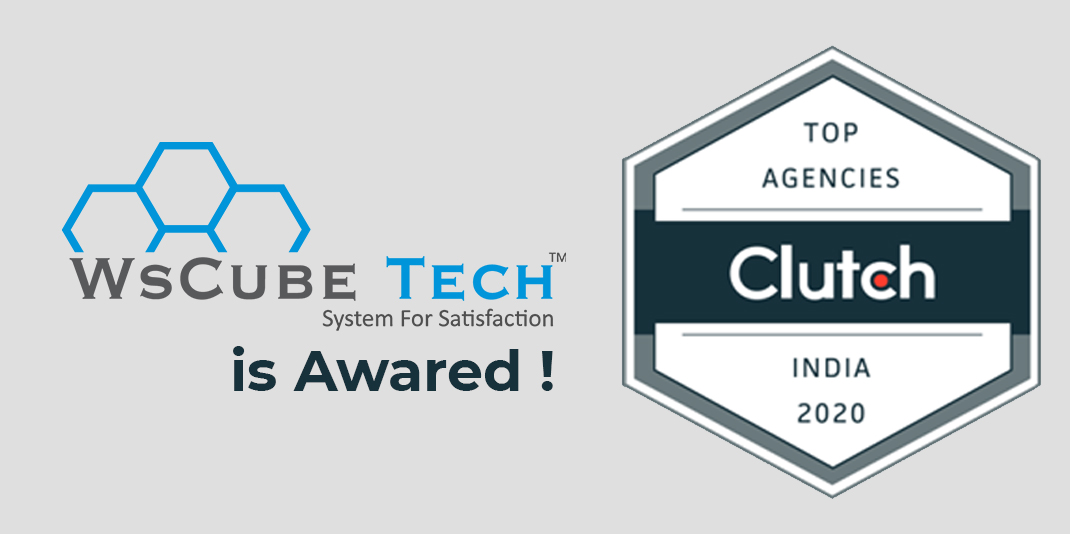 WsCube Tech™
System For Satisfaction
is Awared !
TOP
AGENCIES
Clutch
INDIA
2020